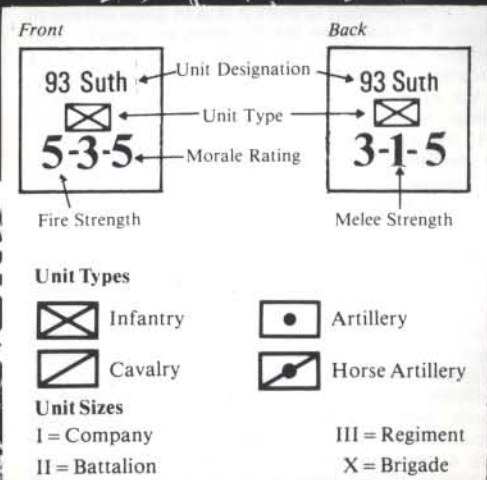 Front
Back
93 Suth
Unit Designation
93 Suth
Unit Type
5-3-5
Morale Rating
3-1-5
Fire Strength
Melee Strength
Unit Types
Infantry
Artillery
Cavalry
Horse Artillery
Unit Sizes
I = Company
III = Regiment
II = Battalion
X = Brigade